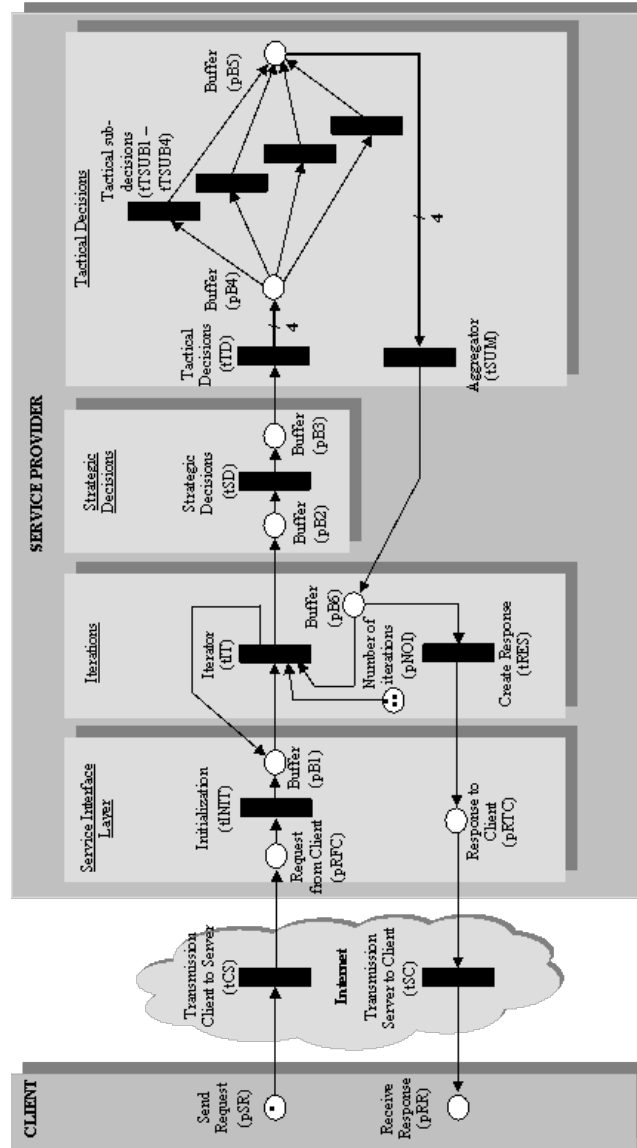 SERVICE PROVIDER
CLIENT
Service Interface
Layer
Iterations
Strategic
Decisions
Tactical Decisions
Send
Request
(pSR)
Transmission
Client to Server
(tCS)
Request
from Client
(pRFC)
Initialization
(tINIT)
Buffer
(pB1)
Iterator
(tIT)
Buffer
(pB2)
Strategic
Decisions
(tSD)
Buffer
(pB3)
Tactical
Decisions
(tTD)
4
Buffer
(pB4)
Tactical sub-
decisions
(tTSUB1 –
tTSUB4)
Buffer
(pB5)
4
Aggregator
(tSUM)
Buffer
(pB6)
Number of
iterations
(pNOI)
Create Response
(tRES)
Response to
Client
(pRTC)
Internet
Transmission
Server to Client
(tSC)
Receive
Response
(pRR)